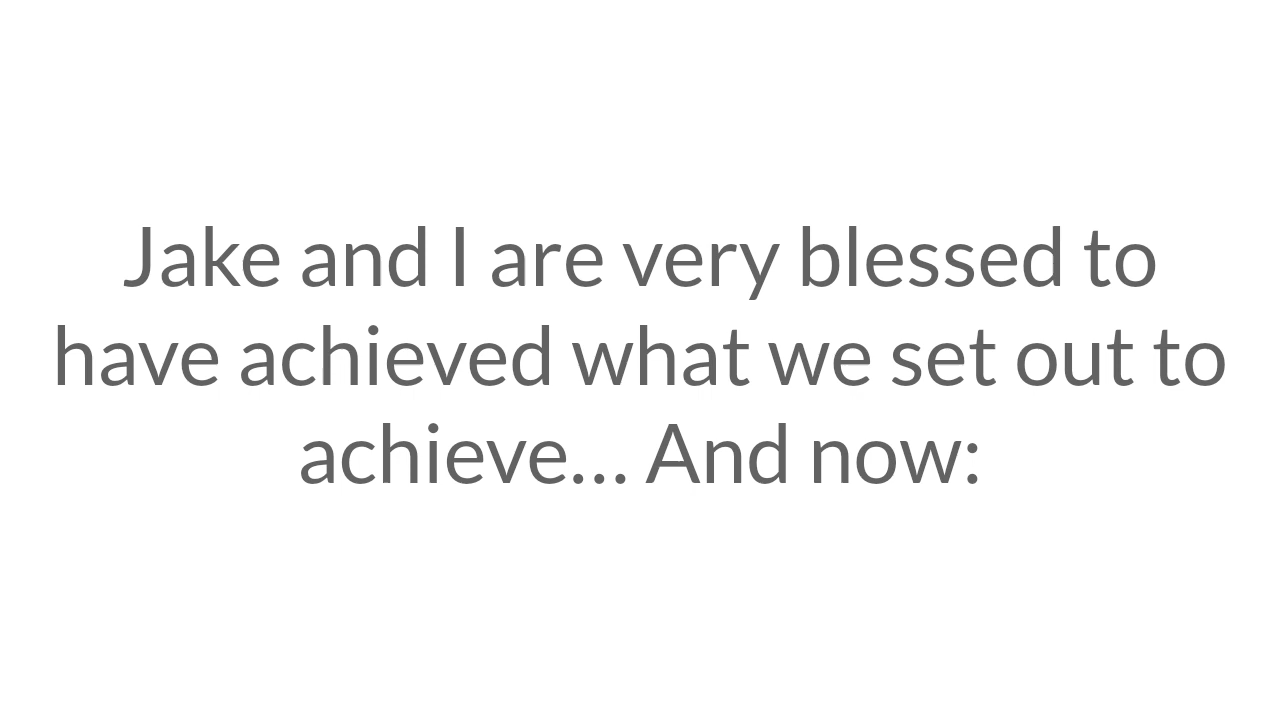 Jake and I are very blessed to
have achieved what we set out to
achieve... And now: